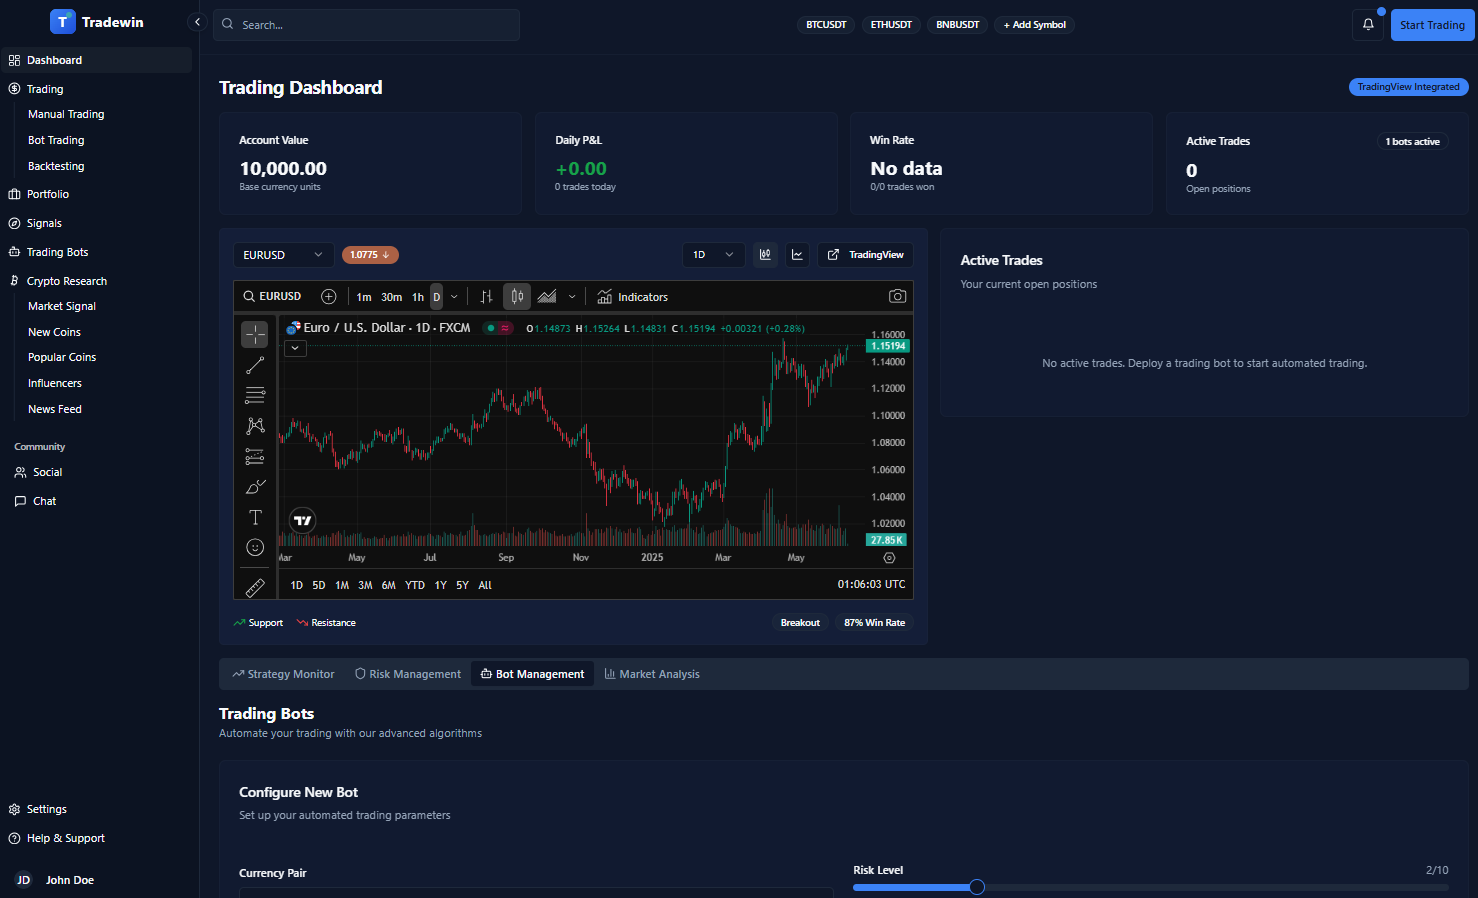 T Tradewin
Search...
BTCUSDT ETHUSDT BNBUSDT + Add Symbol
Start Trading
Dashboard
Trading
Manual Trading
Bot Trading
Backtesting
Portfolio
Signals
Trading Bots
Crypto Research
Market Signal
New Coins
Popular Coins
Influencers
News Feed
Community
Social
Chat
Settings
Help & Support
JD John Doe
Trading Dashboard
TradingView Integrated
Account Value
10,000.00
Base currency units
Daily P&L
+0.00
0 trades today
Win Rate
No data
0/0 trades won
Active Trades
1 bots active
0
Open positions
EURUSD
1.0775 ↓
1D
TradingView
EURUSD
1m 30m 1h D
Indicators
Euro / U.S. Dollar · 1D · FXCM
O1.14873 H1.15264 L1.14831 C1.15194 +0.00321 (+0.28%)
1.16000
1.15194
1.14000
1.12000
1.10000
1.08000
1.06000
1.04000
1.02000
27.85K
Mar May Jul Sep Nov 2025 Mar May
1D 5D 1M 3M 6M YTD 1Y 5Y All
01:06:03 UTC
Support Resistance
Breakout 87% Win Rate
Active Trades
Your current open positions
No active trades. Deploy a trading bot to start automated trading.
Strategy Monitor Risk Management Bot Management Market Analysis
Trading Bots
Automate your trading with our advanced algorithms
Configure New Bot
Set up your automated trading parameters
Currency Pair
Risk Level
2/10